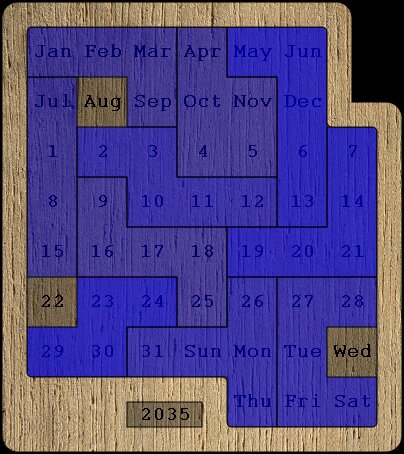 Jan Feb Mar Apr May Jun
Jul Aug Sep Oct Nov Dec
1 2 3 4 5 6 7
8 9 10 11 12 13 14
15 16 17 18 19 20 21
22 23 24 25 26 27 28
29 30 31 Sun Mon Tue Wed
Thu Fri Sat
2035